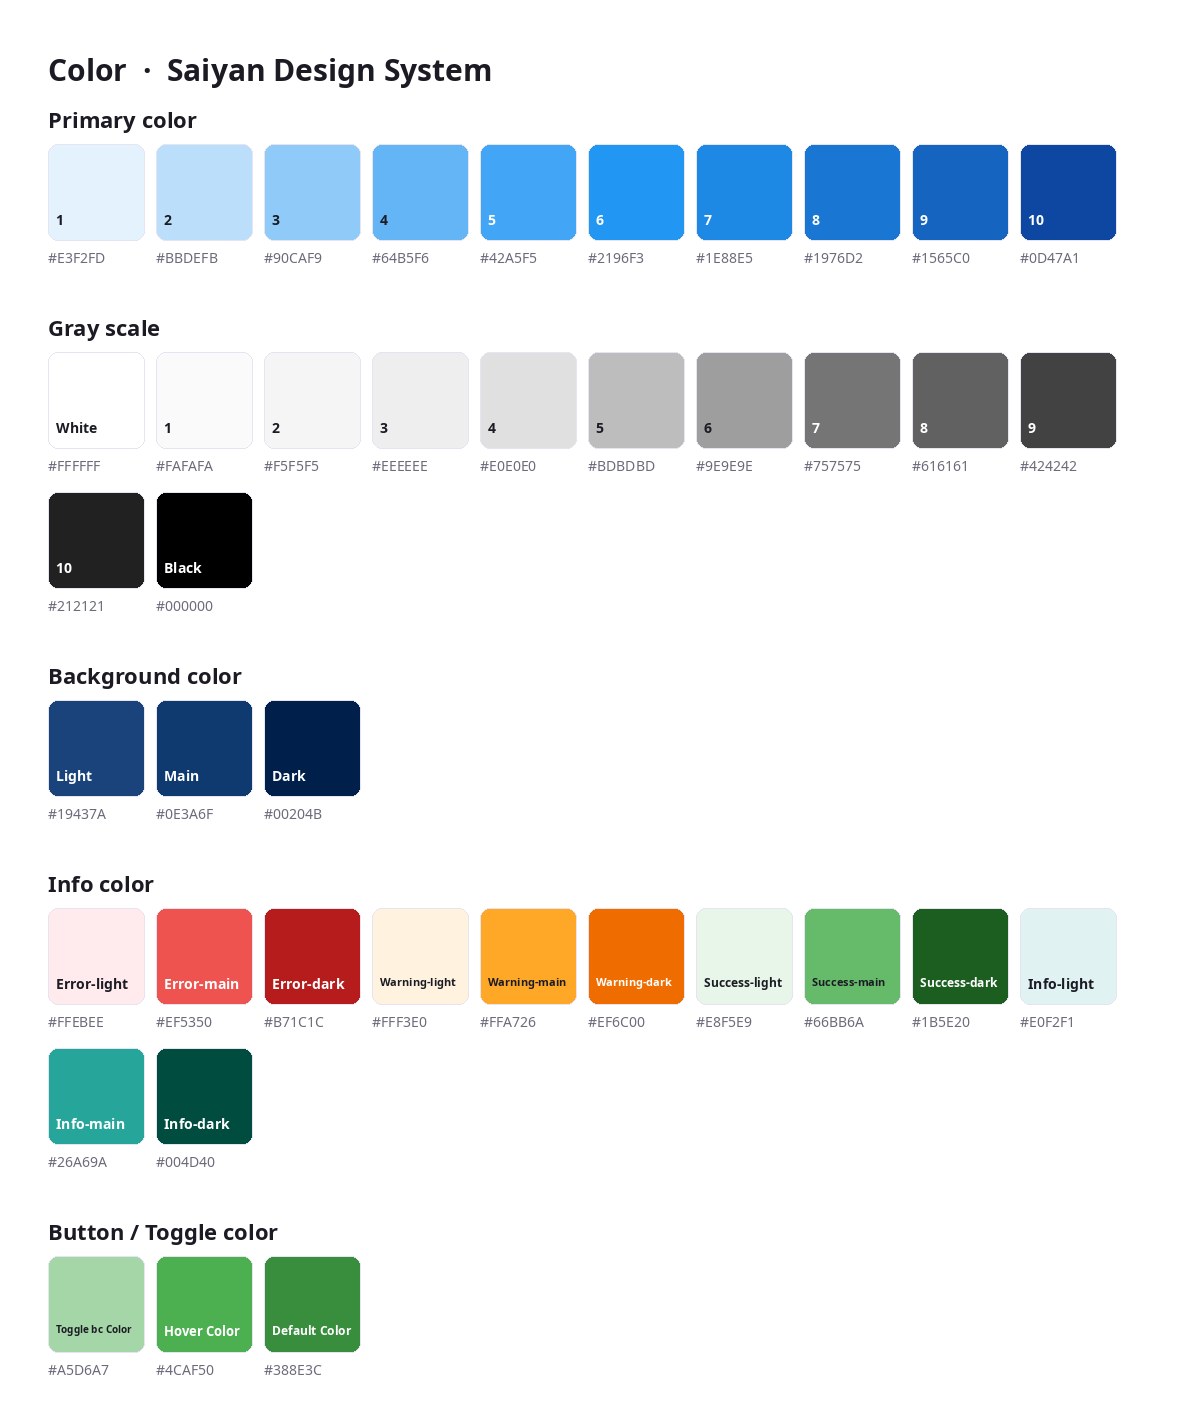 Color · Saiyan Design System
Primary color
1 2 3 4 5 6 7 8 9 10
#E3F2FD #BBDEFB #90CAF9 #64B5F6 #42A5F5 #2196F3 #1E88E5 #1976D2 #1565C0 #0D47A1
Gray scale
White 1 2 3 4 5 6 7 8 9
#FFFFFF #FAFAFA #F5F5F5 #EEEEEE #E0E0E0 #BDBDBD #9E9E9E #757575 #616161 #424242
10 Black
#212121 #000000
Background color
Light Main Dark
#19437A #0E3A6F #00204B
Info color
Error-light Error-main Error-dark Warning-light Warning-main Warning-dark Success-light Success-main Success-dark Info-light
#FFEBEE #EF5350 #B71C1C #FFF3E0 #FFA726 #EF6C00 #E8F5E9 #66BB6A #1B5E20 #E0F2F1
Info-main Info-dark
#26A69A #004D40
Button / Toggle color
Toggle bc Color Hover Color Default Color
#A5D6A7 #4CAF50 #388E3C